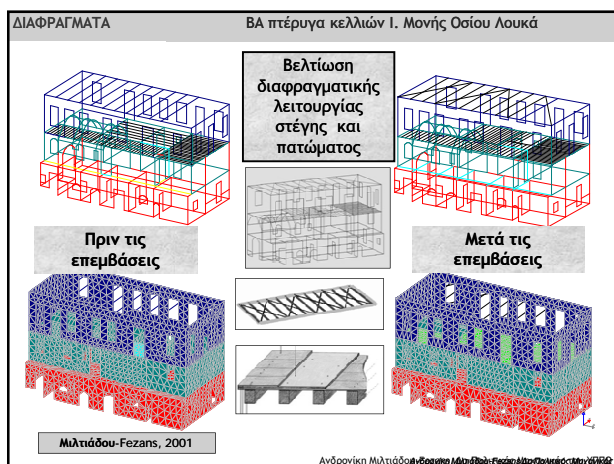 ΔΙΑΦΡΑΓΜΑΤΑ
ΒΑ πτέρυγα κελλιών Ι. Μονής Οσίου Λουκά
Βελτίωση
διαφραγματικής
λειτουργίας
στέγης και
πατώματος
Πριν τις
επεμβάσεις
Μετά τις
επεμβάσεις
Μιλτιάδου-Fezans, 2001
Ανδρονίκη Μιλτιάδου